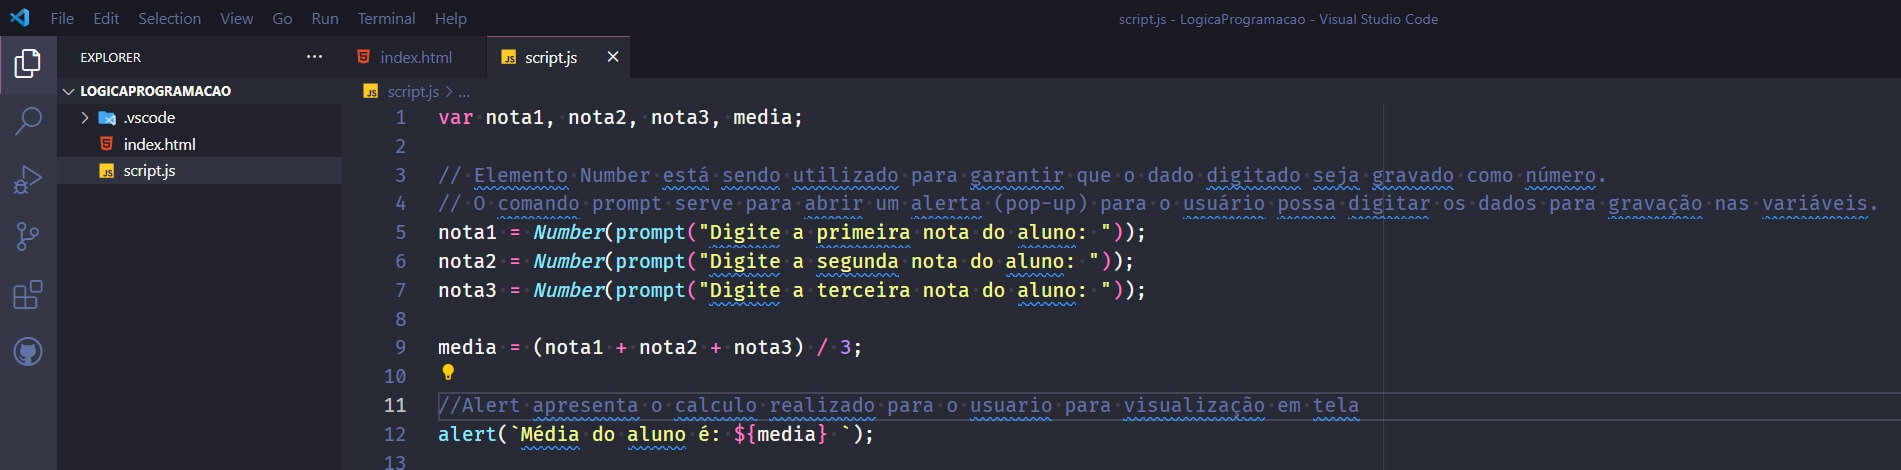 File Edit Selection View Go Run Terminal Help
script.js - LogicaProgramacao - Visual Studio Code
EXPLORER ...
LOGICAPROGRAMACAO
.vscode
index.html
script.js
index.html
script.js
script.js > ...
1 var nota1, nota2, nota3, media;
2
3 // Elemento Number está sendo utilizado para garantir que o dado digitado seja gravado como número.
4 // O comando prompt serve para abrir um alerta (pop-up) para o usuário possa digitar os dados para gravação nas variáveis.
5 nota1 = Number(prompt("Digite a primeira nota do aluno: "));
6 nota2 = Number(prompt("Digite a segunda nota do aluno: "));
7 nota3 = Number(prompt("Digite a terceira nota do aluno: "));
8
9 media = (nota1 + nota2 + nota3) / 3;
10
11 //Alert apresenta o calculo realizado para o usuario para visualização em tela
12 alert(`Média do aluno é: ${media} `);
13